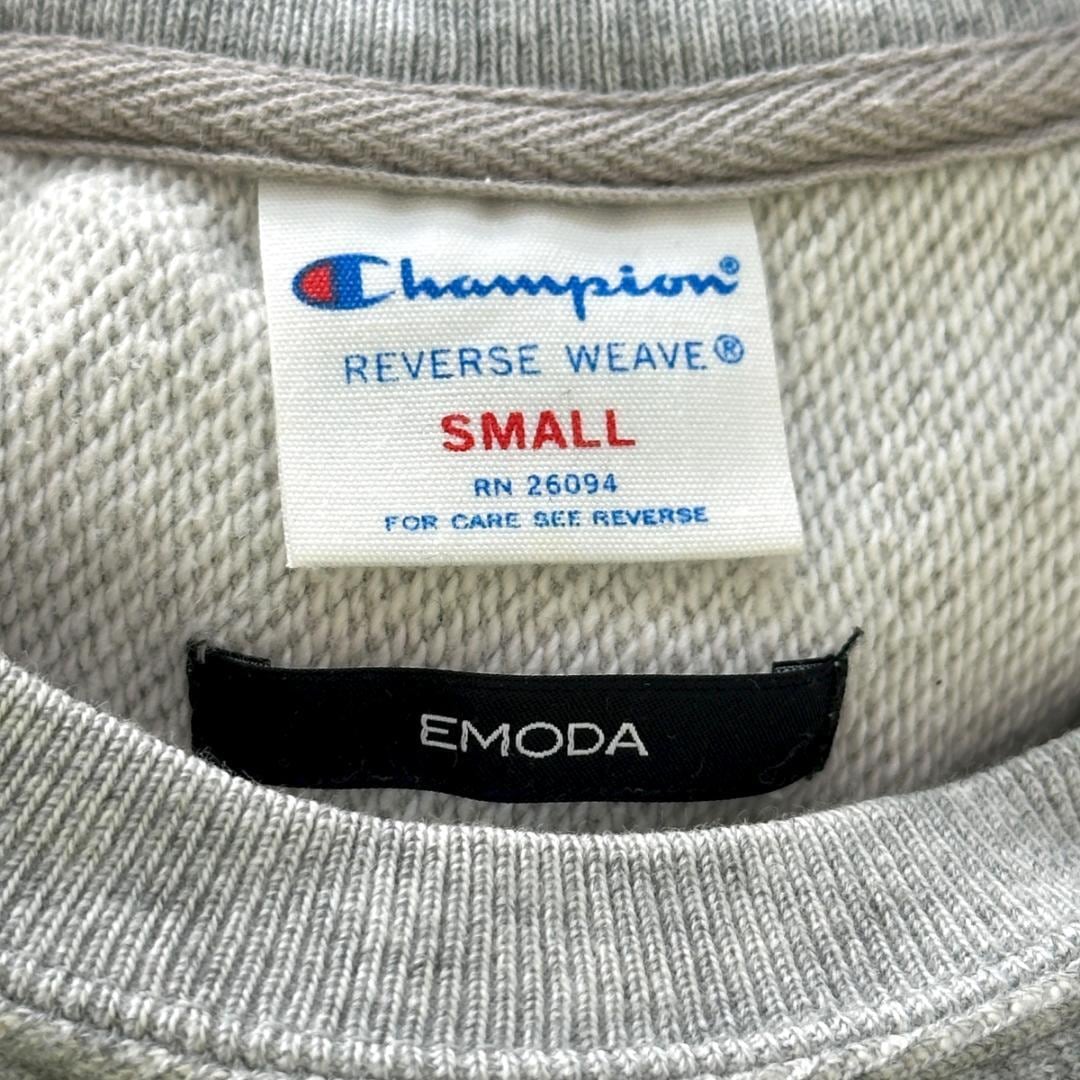 Champion®
REVERSE WEAVE®
SMALL
RN 26094
FOR CARE SEE REVERSE
EMODA